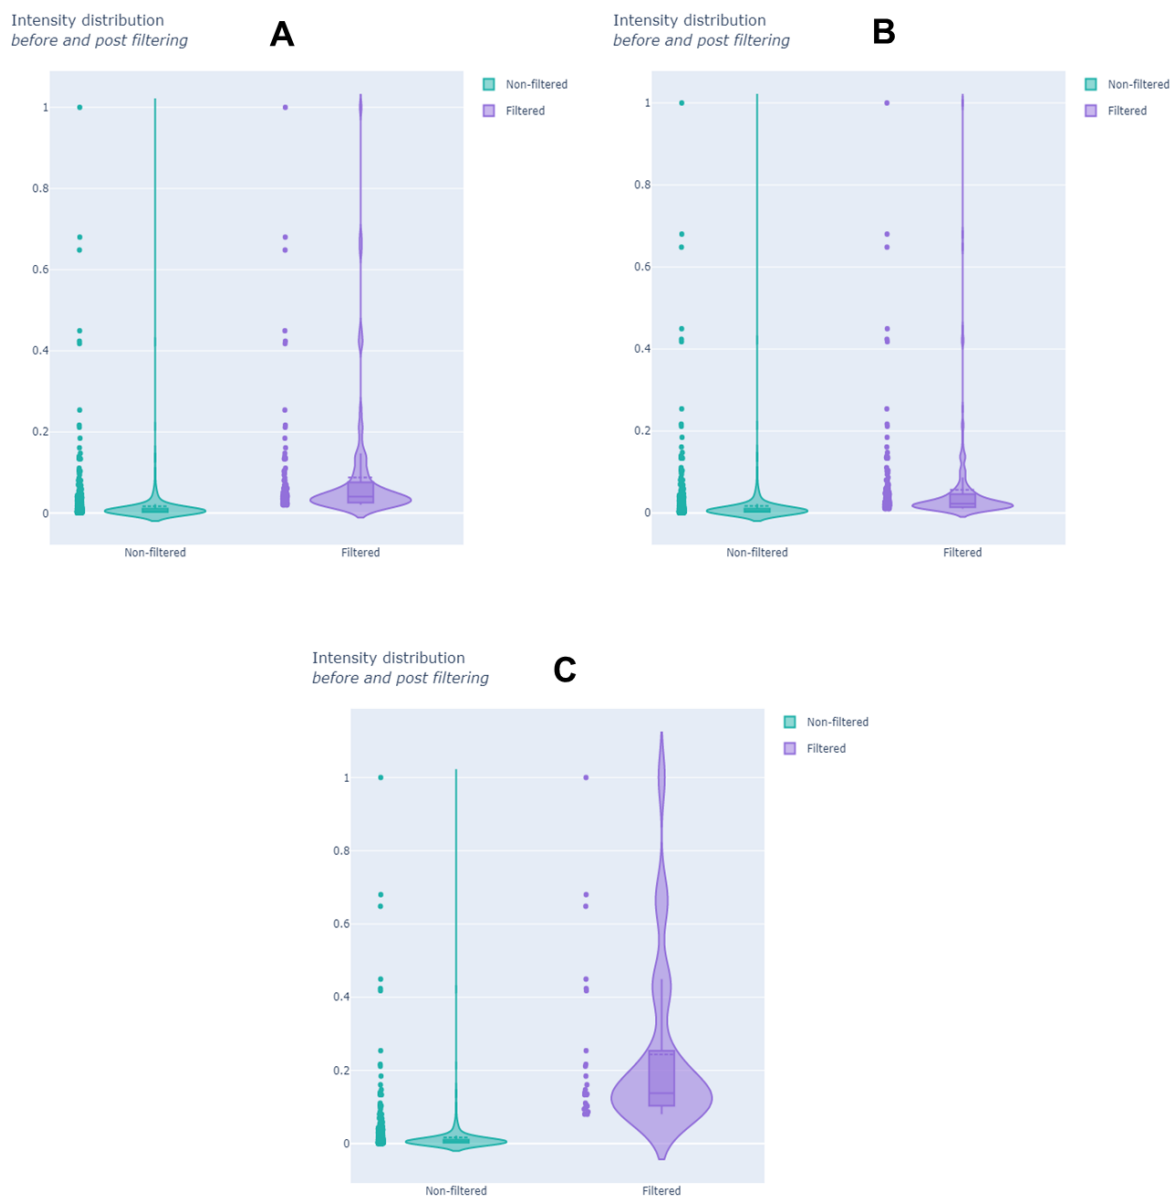 Intensity distribution
before and post filtering
A
Non-filtered
Filtered
1
0.8
0.6
0.4
0.2
0
Non-filtered
Filtered
Intensity distribution
before and post filtering
B
Non-filtered
Filtered
1
0.8
0.6
0.4
0.2
0
Non-filtered
Filtered
Intensity distribution
before and post filtering
C
Non-filtered
Filtered
1
0.8
0.6
0.4
0.2
0
Non-filtered
Filtered